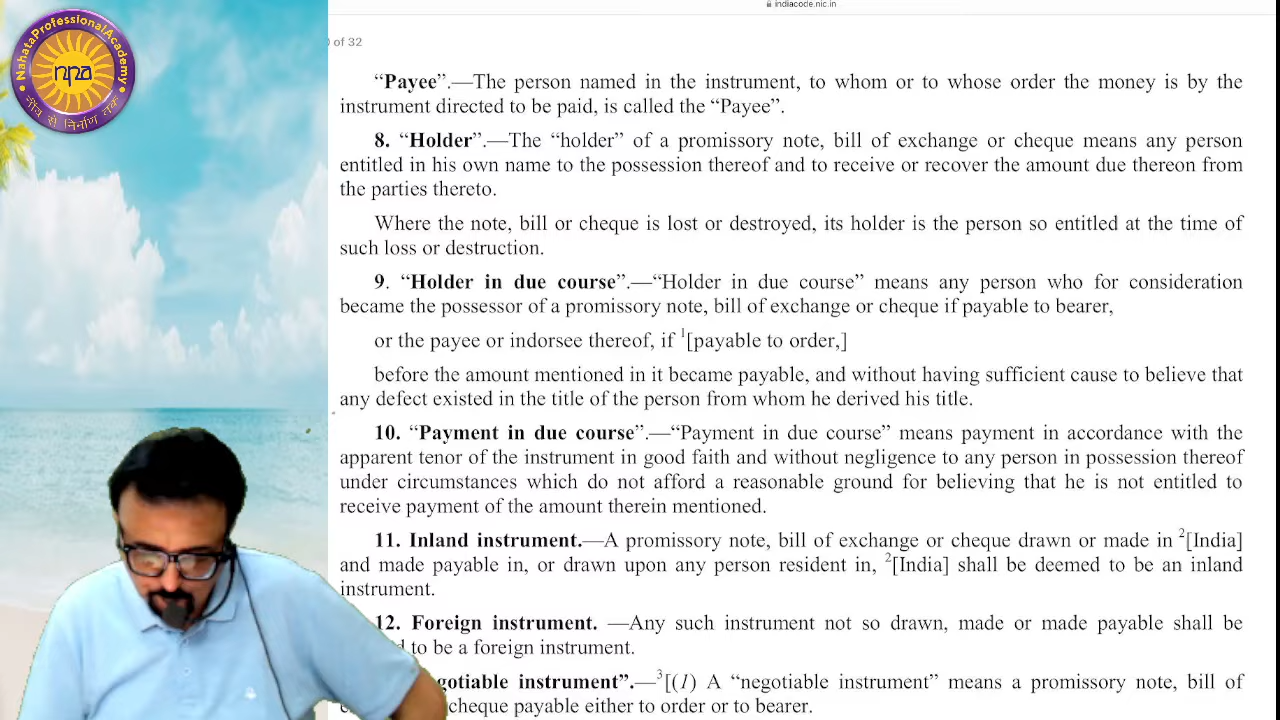 indiacode.nic.in
of 32
NahataProfessionalAcademy
npa
नींव से निर्माण तक
“Payee”.—The person named in the instrument, to whom or to whose order the money is by the
instrument directed to be paid, is called the “Payee”.
8. “Holder”.—The “holder” of a promissory note, bill of exchange or cheque means any person
entitled in his own name to the possession thereof and to receive or recover the amount due thereon from
the parties thereto.
Where the note, bill or cheque is lost or destroyed, its holder is the person so entitled at the time of
such loss or destruction.
9. “Holder in due course”.—“Holder in due course” means any person who for consideration
became the possessor of a promissory note, bill of exchange or cheque if payable to bearer,
or the payee or indorsee thereof, if 1[payable to order,]
before the amount mentioned in it became payable, and without having sufficient cause to believe that
any defect existed in the title of the person from whom he derived his title.
10. “Payment in due course”.—“Payment in due course” means payment in accordance with the
apparent tenor of the instrument in good faith and without negligence to any person in possession thereof
under circumstances which do not afford a reasonable ground for believing that he is not entitled to
receive payment of the amount therein mentioned.
11. Inland instrument.—A promissory note, bill of exchange or cheque drawn or made in 2[India]
and made payable in, or drawn upon any person resident in, 2[India] shall be deemed to be an inland
instrument.
12. Foreign instrument. —Any such instrument not so drawn, made or made payable shall be
to be a foreign instrument.
gotiable instrument”.—3[(1) A “negotiable instrument” means a promissory note, bill of
cheque payable either to order or to bearer.